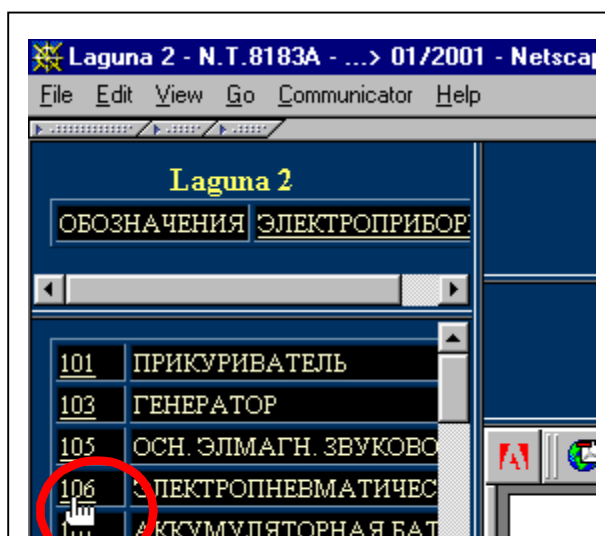 Laguna 2 - N.T.8183A - ...> 01/2001 - Netscap
File Edit View Go Communicator Help
Laguna 2
ОБОЗНАЧЕНИЯ ЭЛЕКТРОПРИБОР
101 ПРИКУРИВАТЕЛЬ
103 ГЕНЕРАТОР
105 ОСН. ЭЛМАГН. ЗВУКОВО
106 ЭЛЕКТРОПНЕВМАТИЧЕС
АККУМУЛЯТОРНАЯ БАТ